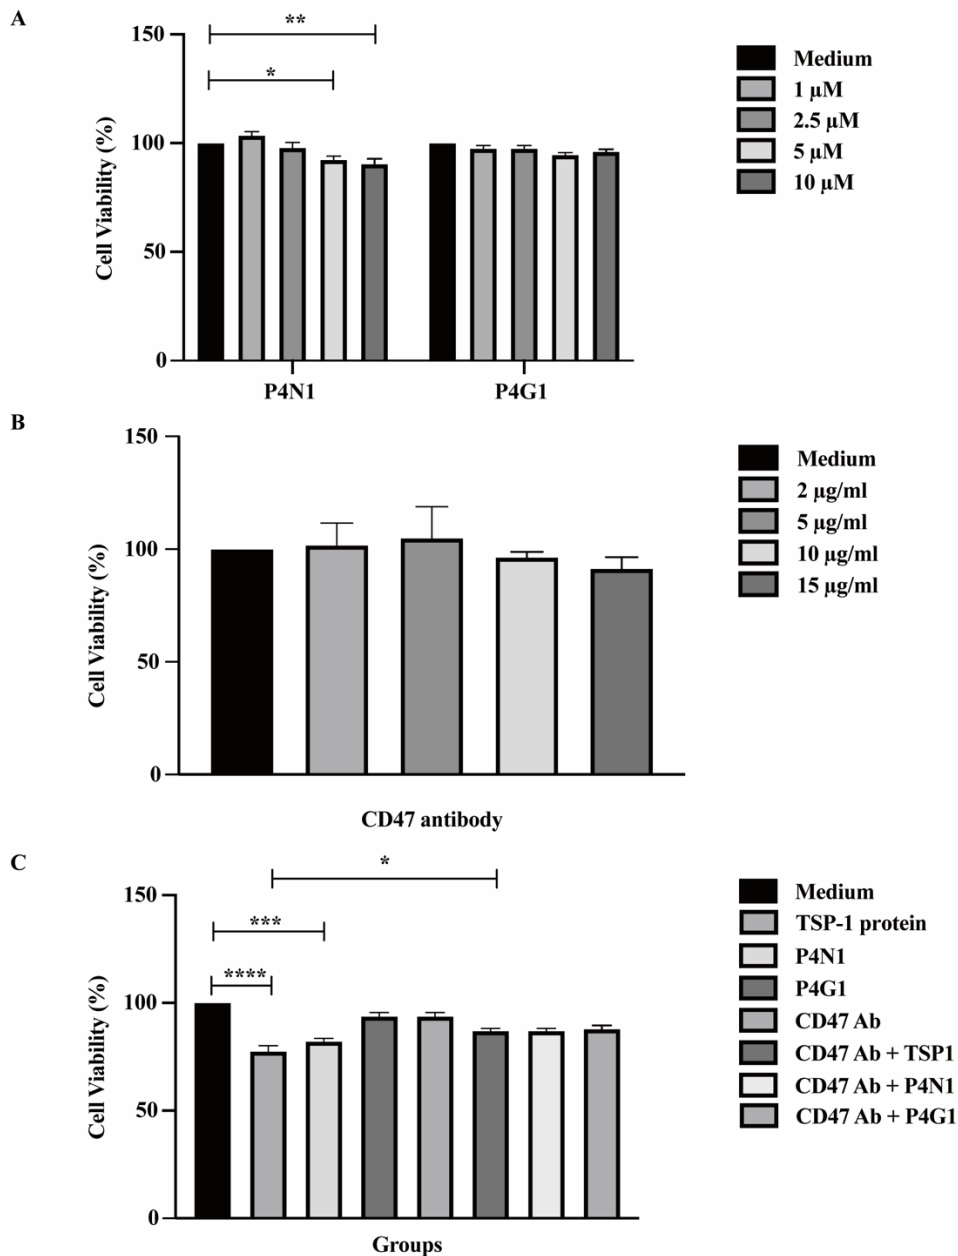 A
150
100
50
0
Cell Viability (%)
**
*
P4N1
P4G1
Medium
1 µM
2.5 µM
5 µM
10 µM
B
150
100
50
0
Cell Viability (%)
CD47 antibody
Medium
2 µg/ml
5 µg/ml
10 µg/ml
15 µg/ml
C
150
100
50
0
Cell Viability (%)
*
***
****
Groups
Medium
TSP-1 protein
P4N1
P4G1
CD47 Ab
CD47 Ab + TSP1
CD47 Ab + P4N1
CD47 Ab + P4G1